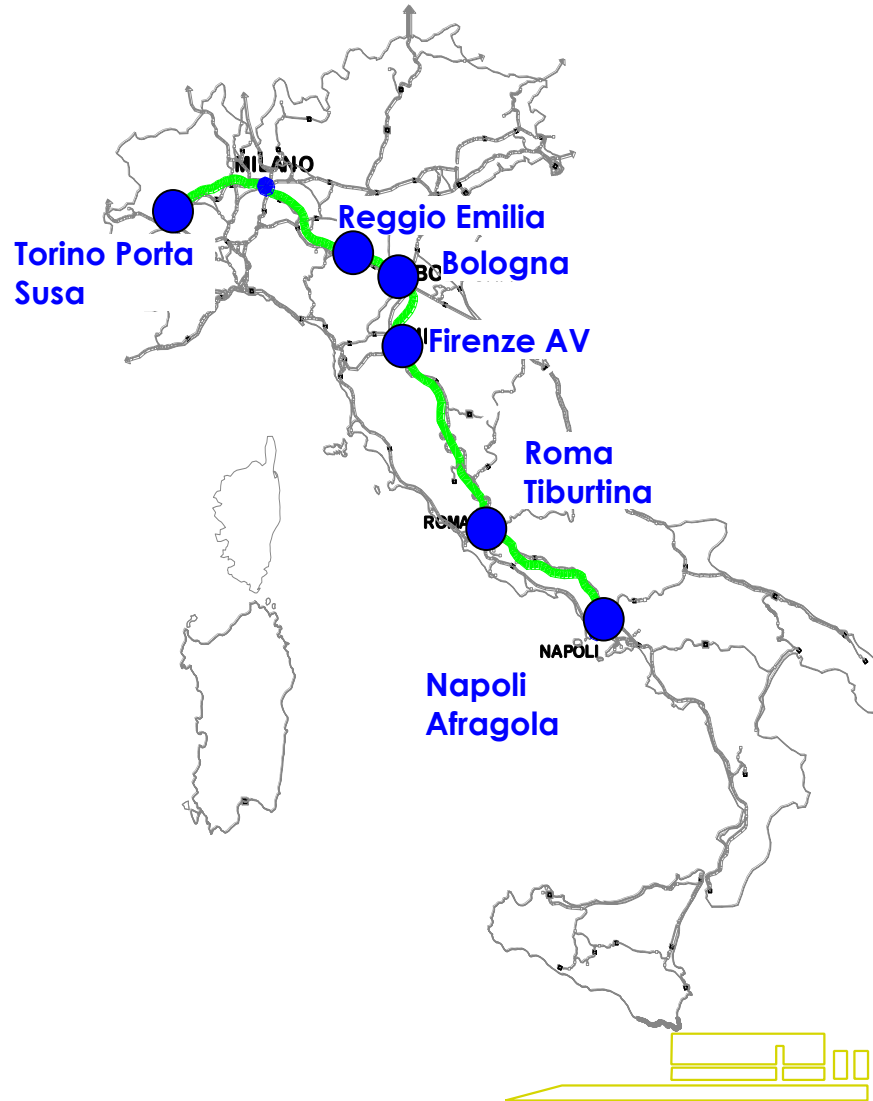 MILANO
Reggio Emilia
Torino Porta
Susa
Bologna
Firenze AV
Roma
Tiburtina
ROMA
NAPOLI
Napoli
Afragola